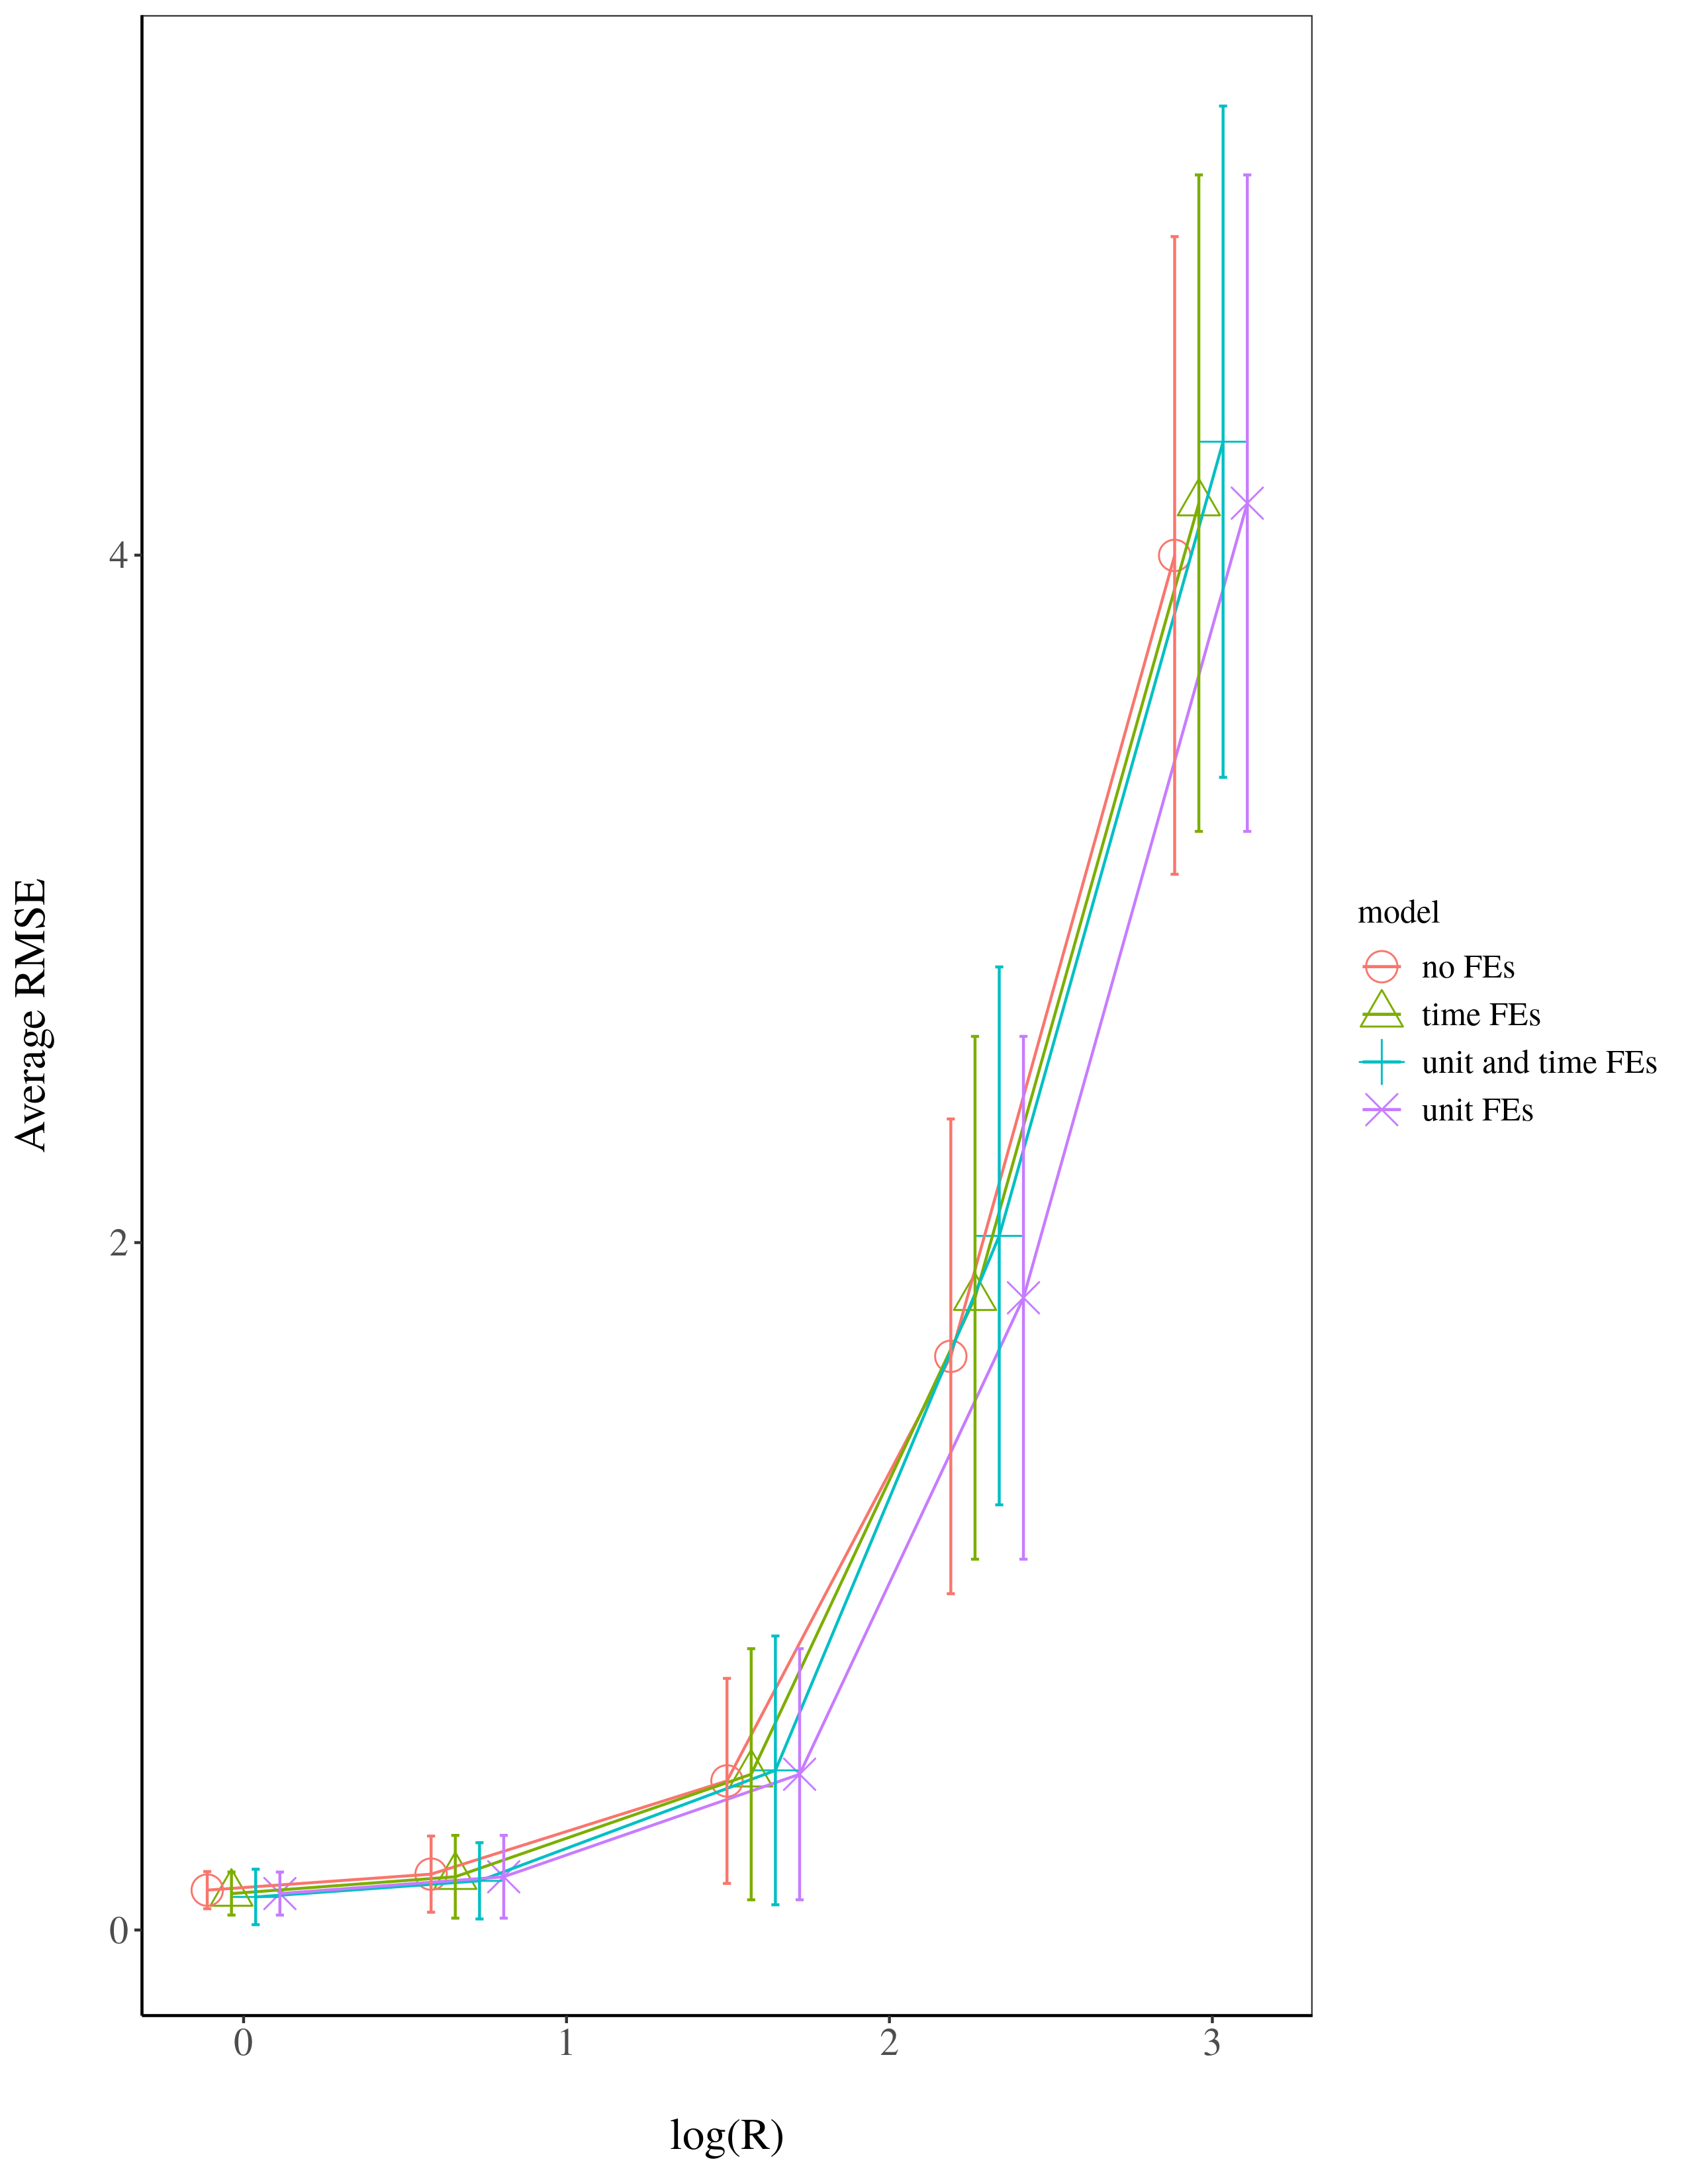 Average RMSE
4
2
0
0 1 2 3
log(R)
model
no FEs
time FEs
unit and time FEs
unit FEs